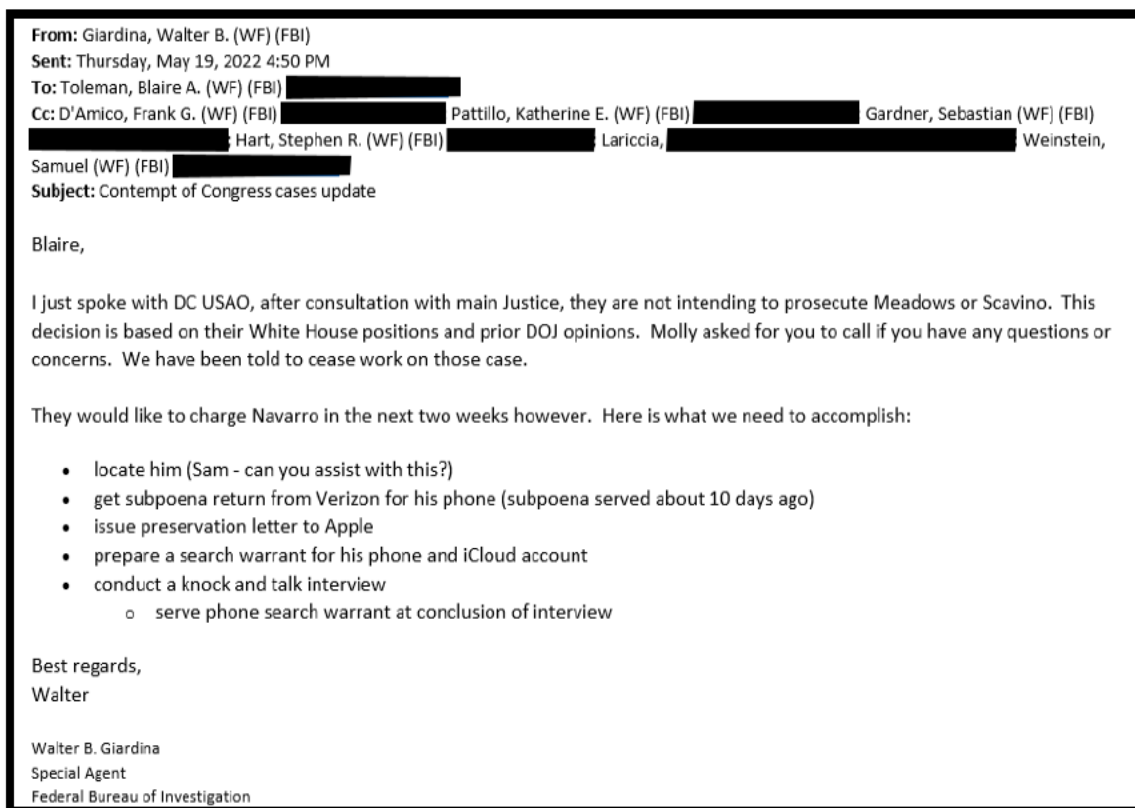 From: Giardina, Walter B. (WF) (FBI)
Sent: Thursday, May 19, 2022 4:50 PM
To: Toleman, Blaire A. (WF) (FBI)
Cc: D'Amico, Frank G. (WF) (FBI) Pattillo, Katherine E. (WF) (FBI) Gardner, Sebastian (WF) (FBI)
; Hart, Stephen R. (WF) (FBI) ; Lariccia, ; Weinstein,
Samuel (WF) (FBI)
Subject: Contempt of Congress cases update
Blaire,
I just spoke with DC USAO, after consultation with main Justice, they are not intending to prosecute Meadows or Scavino. This
decision is based on their White House positions and prior DOJ opinions. Molly asked for you to call if you have any questions or
concerns. We have been told to cease work on those case.
They would like to charge Navarro in the next two weeks however. Here is what we need to accomplish:
• locate him (Sam - can you assist with this?)
• get subpoena return from Verizon for his phone (subpoena served about 10 days ago)
• issue preservation letter to Apple
• prepare a search warrant for his phone and iCloud account
• conduct a knock and talk interview
o serve phone search warrant at conclusion of interview
Best regards,
Walter
Walter B. Giardina
Special Agent
Federal Bureau of Investigation